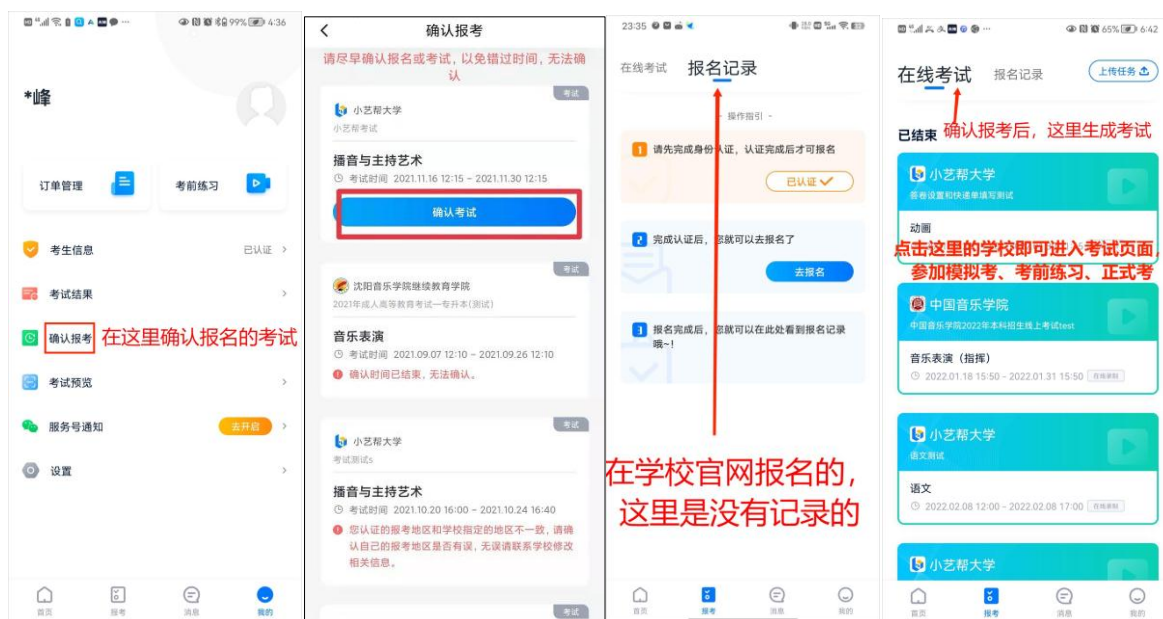 99% 4:36
*峰
订单管理
考前练习
考生信息
已认证
考试结果
确认报考
在这里确认报名的考试
考试预览
服务号通知
去开启
设置
首页
报考
消息
我的
确认报考
请尽早确认报名或考试，以免错过时间，无法确
认
考试
小艺帮大学
小艺帮考试
播音与主持艺术
考试时间 2021.11.16 12:15 ~ 2021.11.30 12:15
确认考试
考试
沈阳音乐学院继续教育学院
2021年成人高等教育考试—专升本(测试)
音乐表演
考试时间 2021.09.07 12:10 ~ 2021.09.26 12:10
确认时间已结束，无法确认。
考试
小艺帮大学
考试测试s
播音与主持艺术
考试时间 2021.10.20 16:00 ~ 2021.10.24 16:40
您认证的报考地区和学校指定的地区不一致，请确
认自己的报考地区是否有误，无误请联系学校修改
相关信息。
考试
23:35
在线考试
报名记录
- 操作指引 -
1 请先完成身份认证，认证完成后才可报名
已认证
2 完成认证后，您就可以去报名了
去报名
3 报名完成后，您就可以在此处看到报名记录
哦~!
在学校官网报名的，
这里是没有记录的
首页
报考
消息
我的
65% 6:42
在线考试
报名记录
上传任务
已结束
确认报考后，这里生成考试
小艺帮大学
答卷设置和快递单填写测试
动画
点击这里的学校即可进入考试页面，
参加模拟考、考前练习、正式考
中国音乐学院
中国音乐学院2022年本科招生线上考试test
音乐表演（指挥）
2022.01.18 15:50 ~ 2022.01.31 15:50 在线录制
小艺帮大学
语文测试
语文
2022.02.08 12:00 ~ 2022.02.08 17:00 在线录制
小艺帮大学
首页
报考
消息
我的